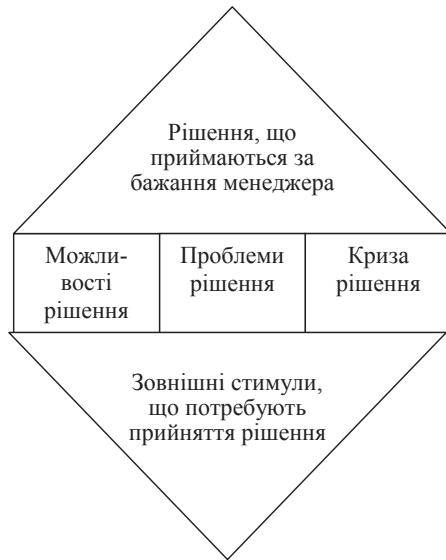 Рішення, що
приймаються за
бажання менеджера
Можли-
вості
рішення
Проблеми
рішення
Криза
рішення
Зовнішні стимули,
що потребують
прийняття рішення